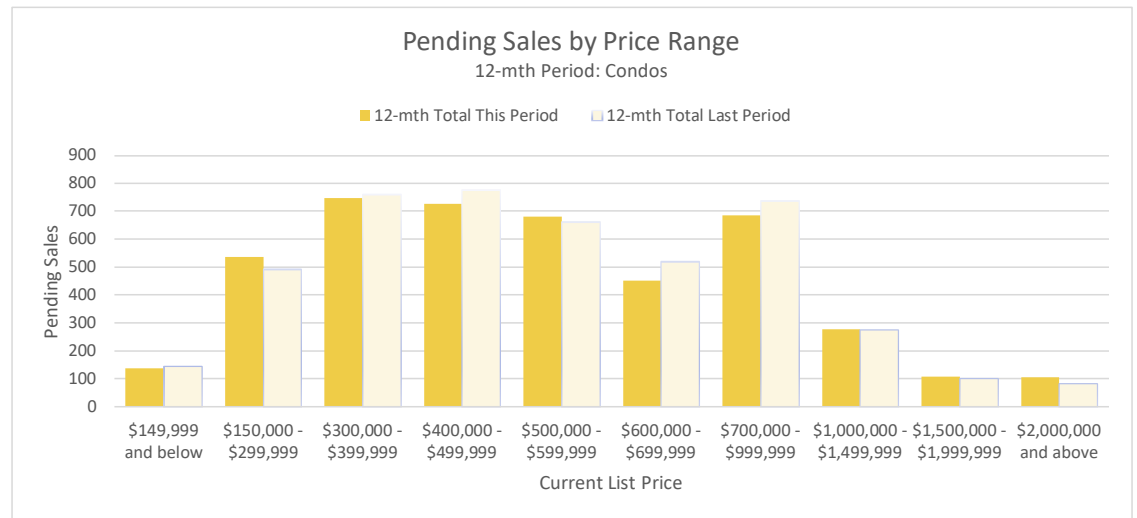 Pending Sales by Price Range
12-mth Period: Condos
12-mth Total This Period
12-mth Total Last Period
900
800
700
600
500
400
300
200
100
0
Pending Sales
$149,999 and below
$150,000 - $299,999
$300,000 - $399,999
$400,000 - $499,999
$500,000 - $599,999
$600,000 - $699,999
$700,000 - $999,999
$1,000,000 - $1,499,999
$1,500,000 - $1,999,999
$2,000,000 and above
Current List Price